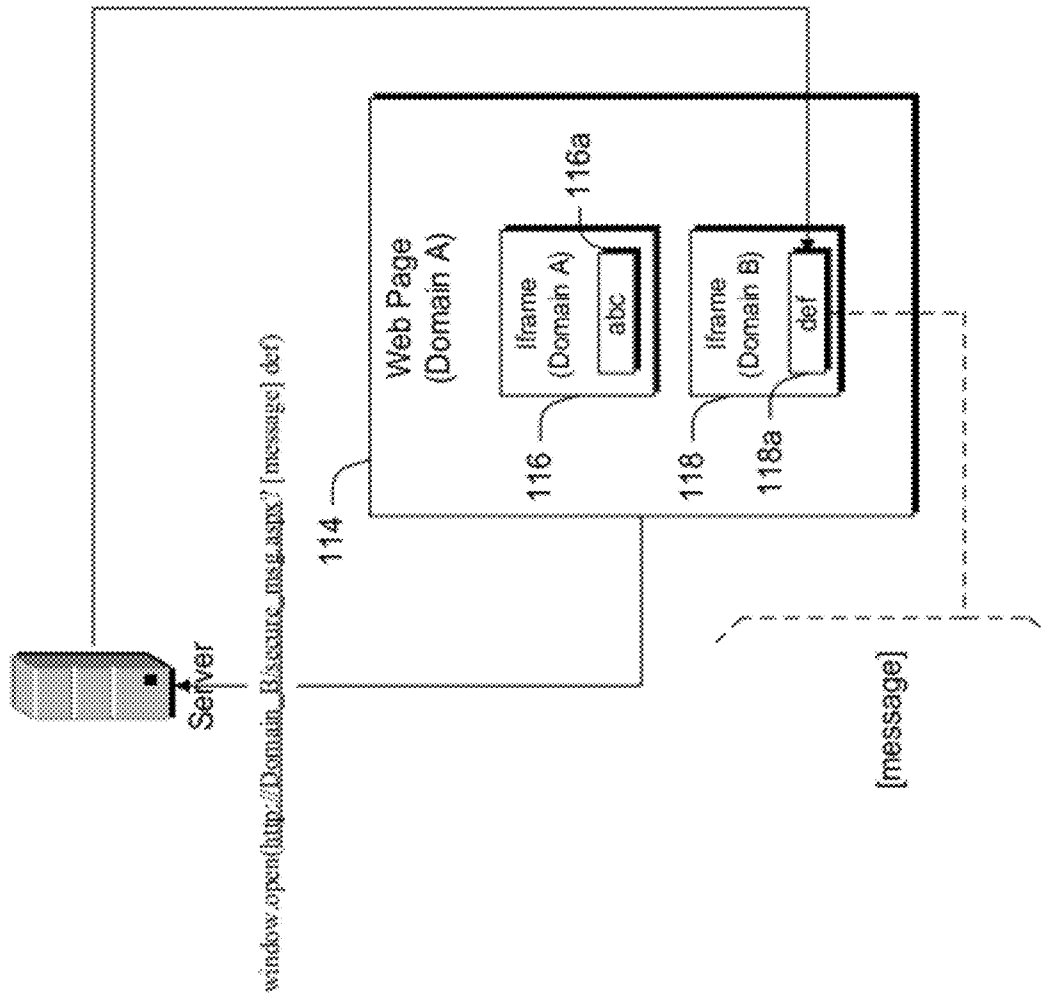 Server
window.open(http://Domain_B/secure_msg.aspx? [message] def)
114
Web Page
(Domain A)
116
Iframe
(Domain A)
abc
116a
118
Iframe
(Domain B)
def
118a
[message]